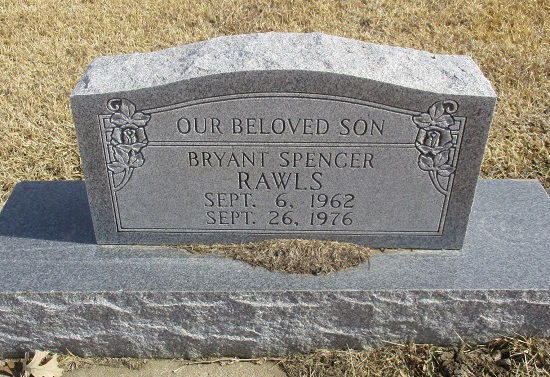 OUR BELOVED SON
BRYANT SPENCER
RAWLS
SEPT. 6, 1962
SEPT. 26, 1976